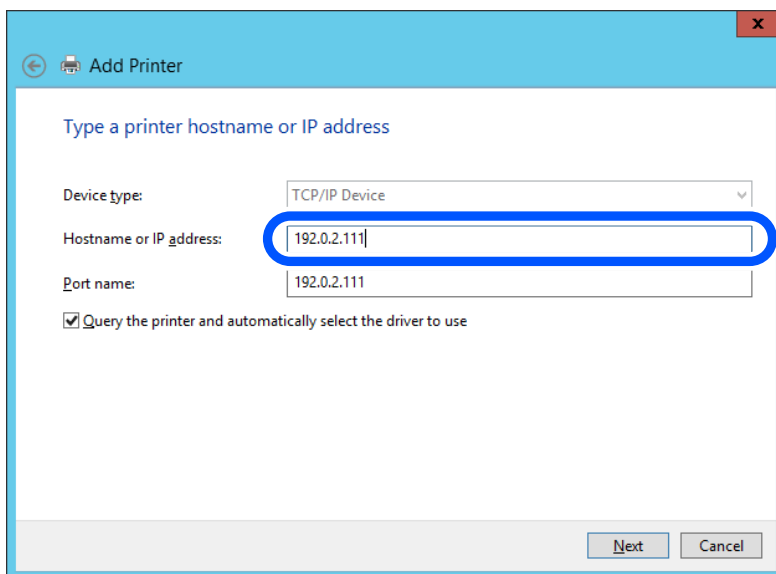 x
Add Printer
Type a printer hostname or IP address
Device type: TCP/IP Device
Hostname or IP address: 192.0.2.111
Port name: 192.0.2.111
Query the printer and automatically select the driver to use
Next Cancel